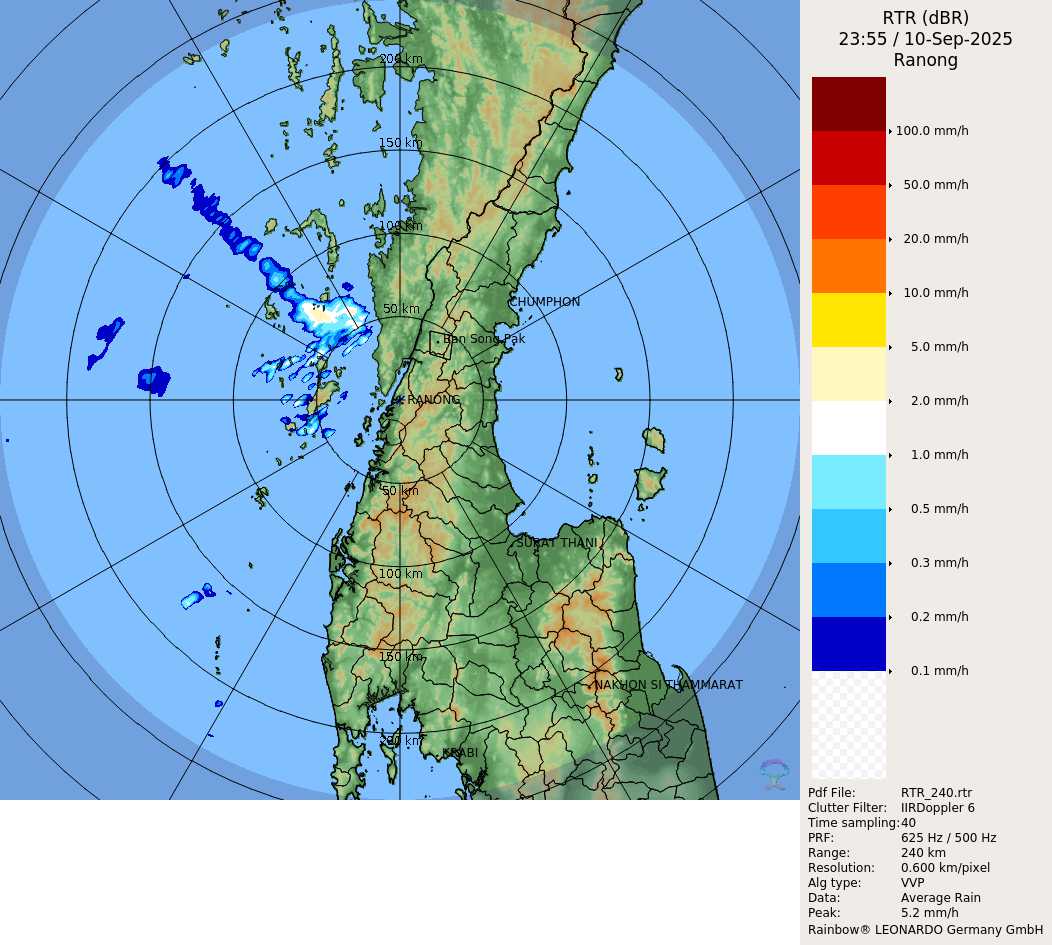 RTR (dBR)
23:55 / 10-Sep-2025
Ranong
100.0 mm/h
50.0 mm/h
20.0 mm/h
10.0 mm/h
5.0 mm/h
2.0 mm/h
1.0 mm/h
0.5 mm/h
0.3 mm/h
0.2 mm/h
0.1 mm/h
200 km
150 km
100 km
CHUMPHON
50 km
Ban Song Pak
RANONG
50 km
SURAT THANI
100 km
150 km
NAKHON SI THAMMARAT
200 km
KRABI
Pdf File: RTR_240.rtr
Clutter Filter: IIRDoppler 6
Time sampling: 40
PRF: 625 Hz / 500 Hz
Range: 240 km
Resolution: 0.600 km/pixel
Alg type: VVP
Data: Average Rain
Peak: 5.2 mm/h
Rainbow® LEONARDO Germany GmbH